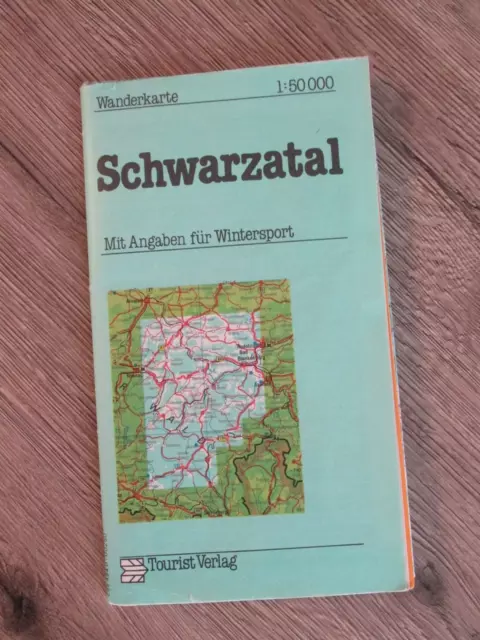 Wanderkarte 1:50 000
Schwarzatal
Mit Angaben für Wintersport
Tourist Verlag